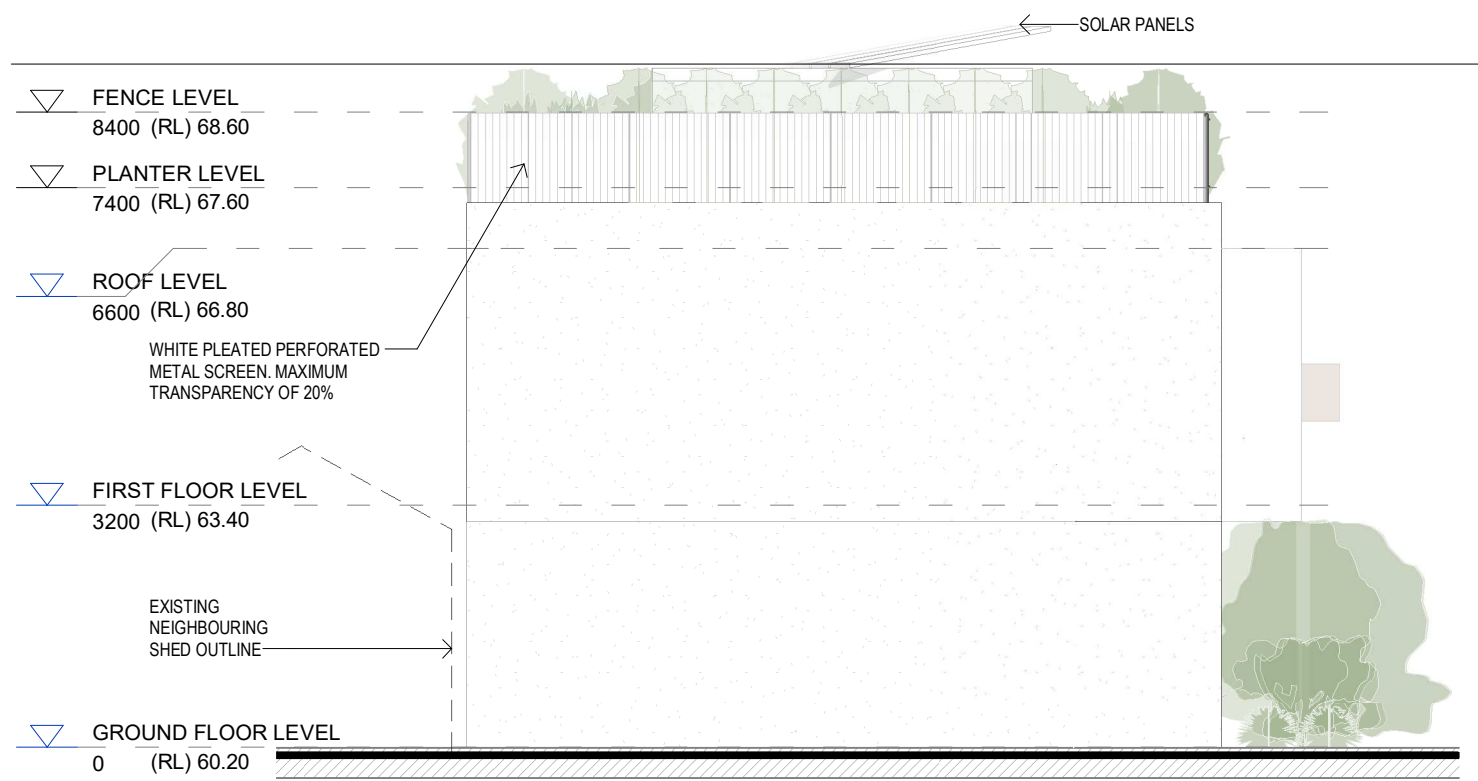 SOLAR PANELS
FENCE LEVEL
8400 (RL) 68.60
PLANTER LEVEL
7400 (RL) 67.60
ROOF LEVEL
6600 (RL) 66.80
WHITE PLEATED PERFORATED
METAL SCREEN. MAXIMUM
TRANSPARENCY OF 20%
FIRST FLOOR LEVEL
3200 (RL) 63.40
EXISTING
NEIGHBOURING
SHED OUTLINE
GROUND FLOOR LEVEL
0 (RL) 60.20